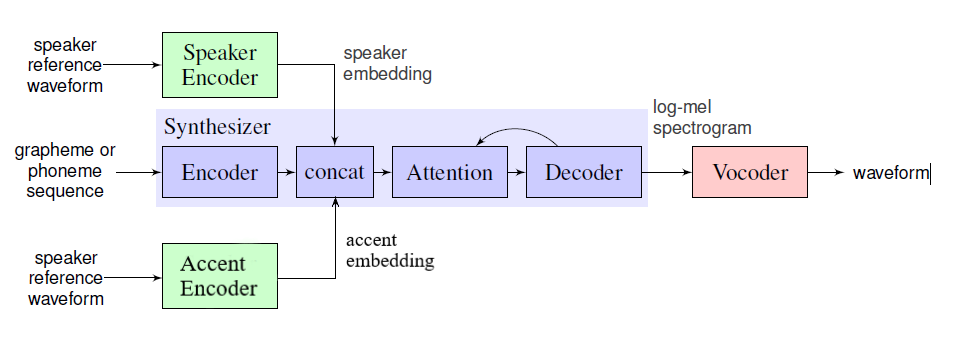 speaker
reference
waveform
Speaker
Encoder
speaker
embedding
Synthesizer
log-mel
spectrogram
grapheme or
phoneme
sequence
Encoder
concat
Attention
Decoder
Vocoder
waveform
speaker
reference
waveform
Accent
Encoder
accent
embedding